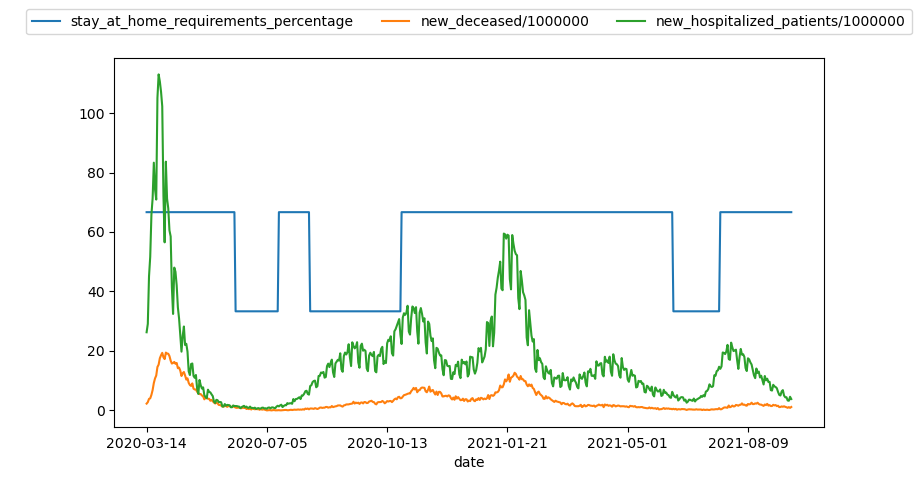 stay_at_home_requirements_percentage new_deceased/1000000 new_hospitalized_patients/1000000
100
80
60
40
20
0
2020-03-14 2020-07-05 2020-10-13 2021-01-21 2021-05-01 2021-08-09
date